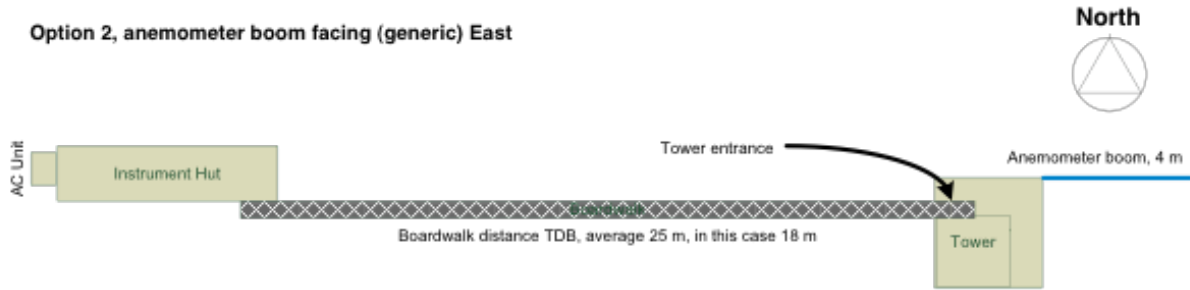 North
Option 2, anemometer boom facing (generic) East
Tower entrance
Anemometer boom, 4 m
AC Unit
Instrument Hut
Boardwalk
Boardwalk distance TDB, average 25 m, in this case 18 m
Tower